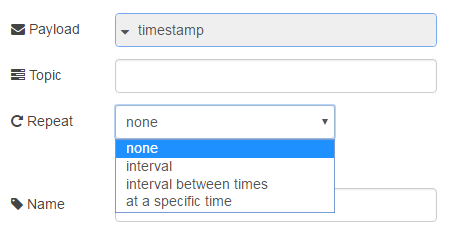 Payload timestamp
Topic
Repeat none
none
interval
interval between times
at a specific time
Name